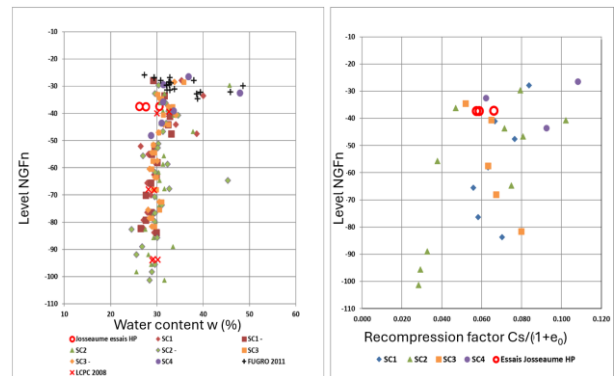 -10
-20
-30
-40
-50
-60
-70
-80
-90
-100
-110
Level NGFn
10
20
30
40
50
60
Water content w (%)
Josseaume essais HP
SC1
SC1 -
SC2
SC2 -
SC3
SC3 -
SC4
FUGRO 2011
LCPC 2008
-10
-20
-30
-40
-50
-60
-70
-80
-90
-100
-110
Level NGFn
0.000
0.020
0.040
0.060
0.080
0.100
0.120
Recompression factor Cs/(1+e₀)
SC1
SC2
SC3
SC4
Essais Josseaume HP